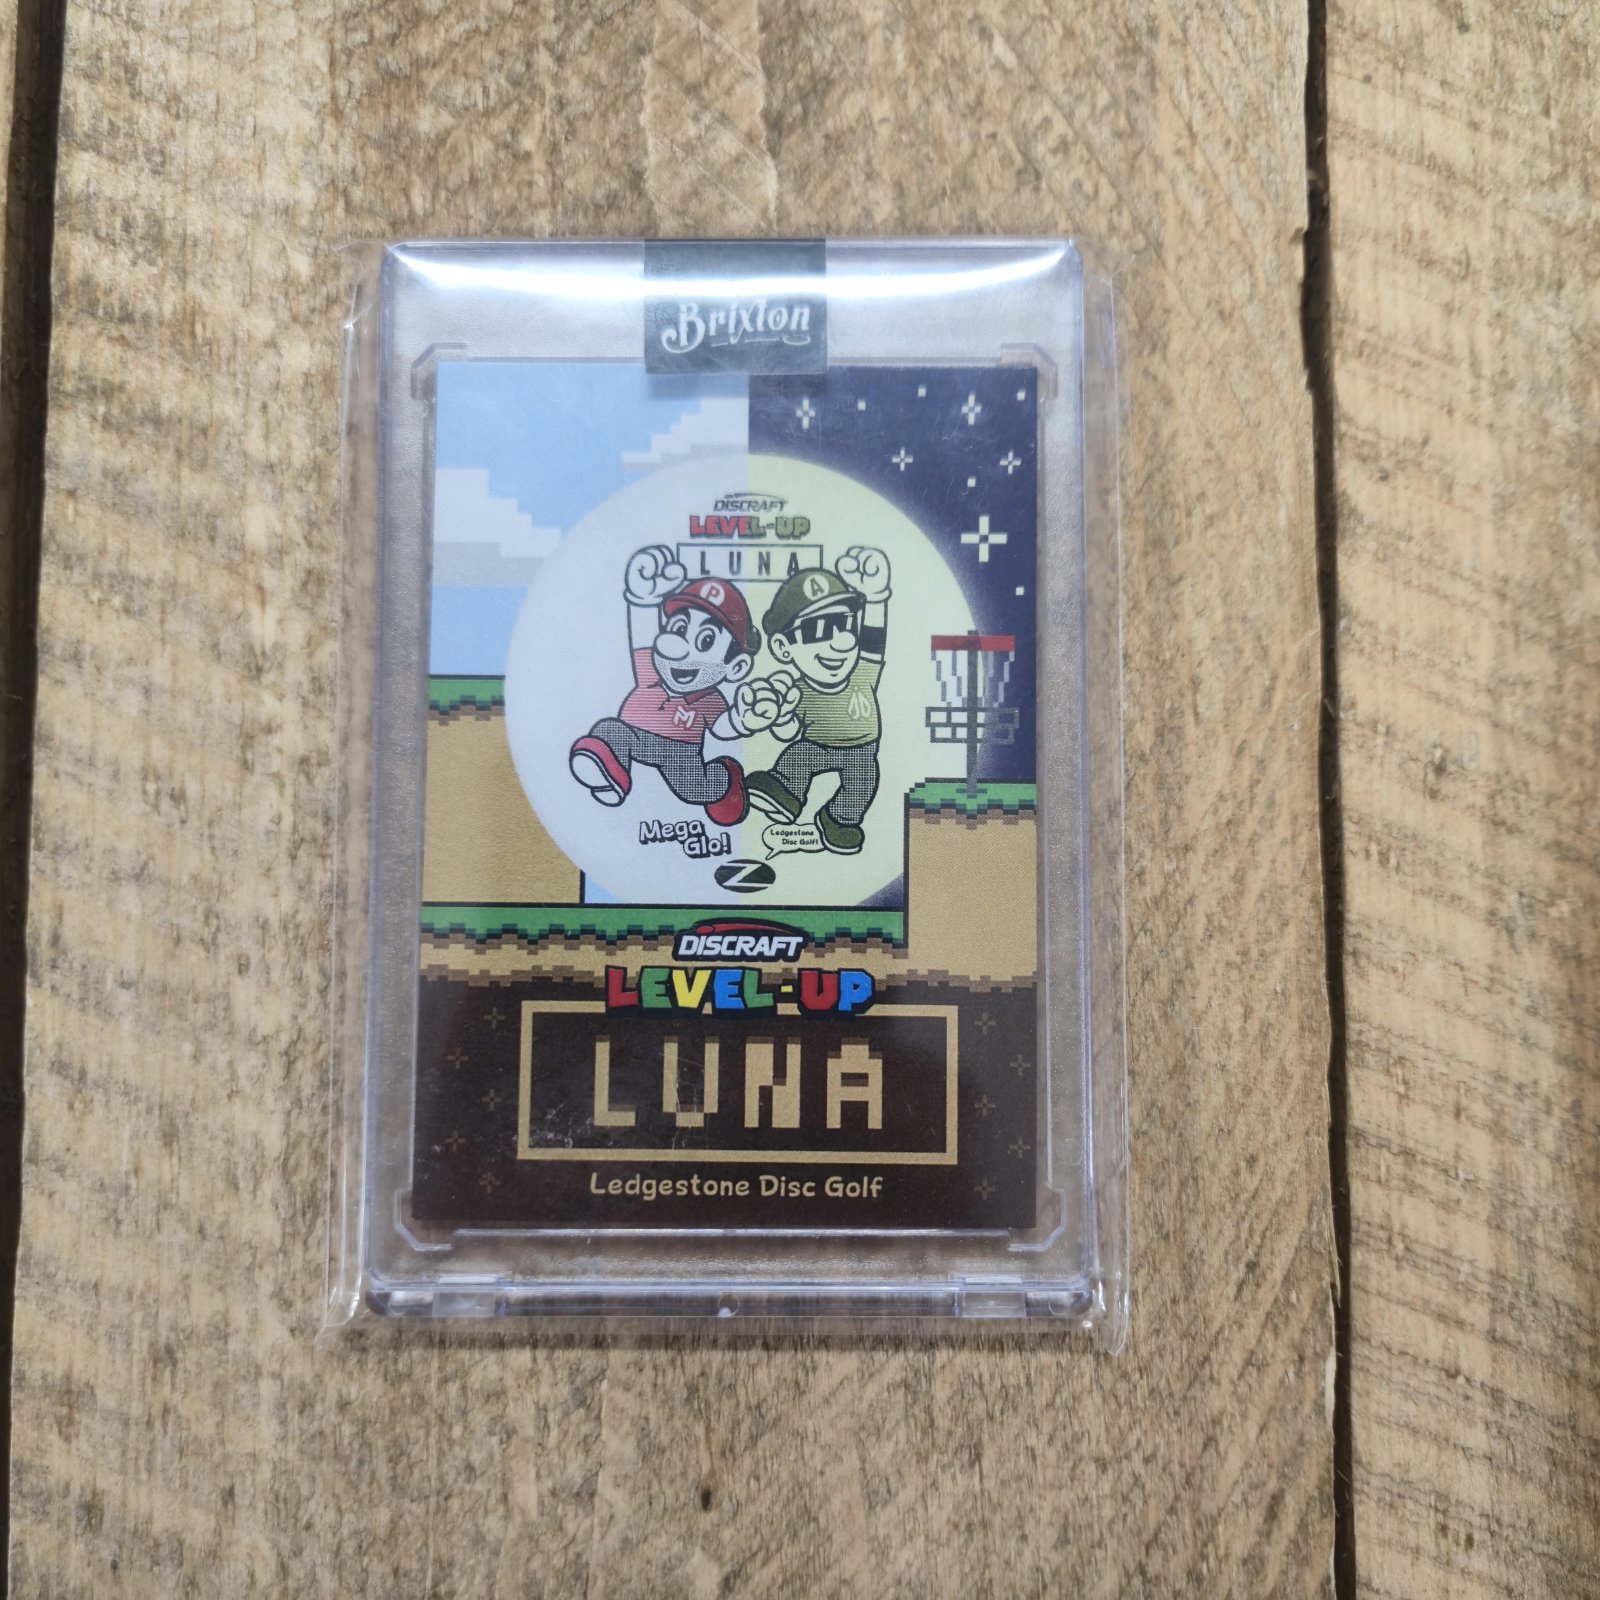 Brixton
DISCRAFT
LEVEL-UP
LUNA
P
A
M
Mega
Glo!
Ledgestone
Disc Golf!
Z
DISCRAFT
LEVEL-UP
LUNA
Ledgestone Disc Golf